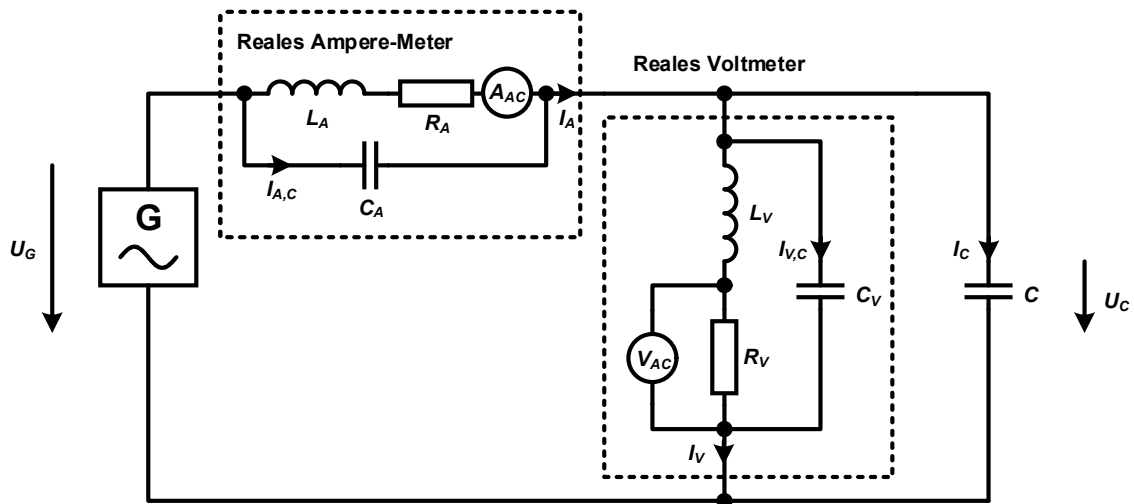 Reales Ampere-Meter
Reales Voltmeter
L_A
R_A
A_AC
I_A
I_A,C
C_A
G
U_G
L_V
I_V,C
C_V
V_AC
R_V
I_V
I_C
C
U_C